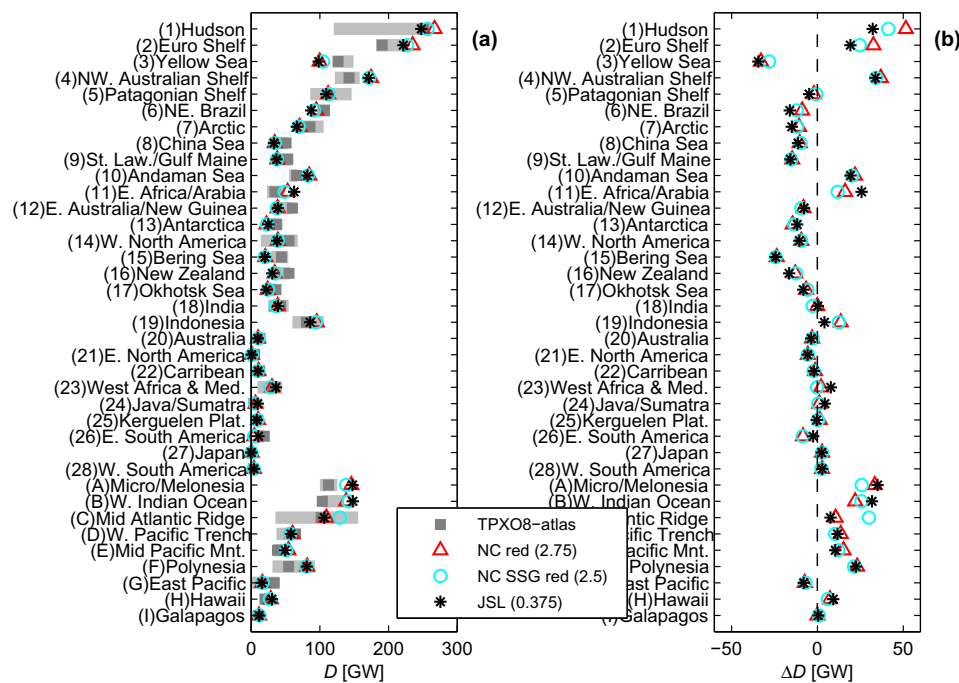 (a)
(1)Hudson
(2)Euro Shelf
(3)Yellow Sea
(4)NW. Australian Shelf
(5)Patagonian Shelf
(6)NE. Brazil
(7)Arctic
(8)China Sea
(9)St. Law./Gulf Maine
(10)Andaman Sea
(11)E. Africa/Arabia
(12)E. Australia/New Guinea
(13)Antarctica
(14)W. North America
(15)Bering Sea
(16)New Zealand
(17)Okhotsk Sea
(18)India
(19)Indonesia
(20)Australia
(21)E. North America
(22)Carribean
(23)West Africa & Med.
(24)Java/Sumatra
(25)Kerguelen Plat.
(26)E. South America
(27)Japan
(28)W. South America
(A)Micro/Melonesia
(B)W. Indian Ocean
(C)Mid Atlantic Ridge
(D)W. Pacific Trench
(E)Mid Pacific Mnt.
(F)Polynesia
(G)East Pacific
(H)Hawaii
(I)Galapagos
0 100 200 300
D [GW]
TPXO8−atlas
NC red (2.75)
NC SSG red (2.5)
JSL (0.375)
(b)
(1)Hudson
(2)Euro Shelf
(3)Yellow Sea
(4)NW. Australian Shelf
(5)Patagonian Shelf
(6)NE. Brazil
(7)Arctic
(8)China Sea
(9)St. Law./Gulf Maine
(10)Andaman Sea
(11)E. Africa/Arabia
(12)E. Australia/New Guinea
(13)Antarctica
(14)W. North America
(15)Bering Sea
(16)New Zealand
(17)Okhotsk Sea
(18)India
(19)Indonesia
(20)Australia
(21)E. North America
(22)Carribean
(23)West Africa & Med.
(24)Java/Sumatra
(25)Kerguelen Plat.
(26)E. South America
(27)Japan
(28)W. South America
(A)Micro/Melonesia
(B)W. Indian Ocean
antic Ridge
acific Trench
Pacific Mnt.
Polynesia
ast Pacific
(H)Hawaii
Galapagos
−50 0 50
ΔD [GW]